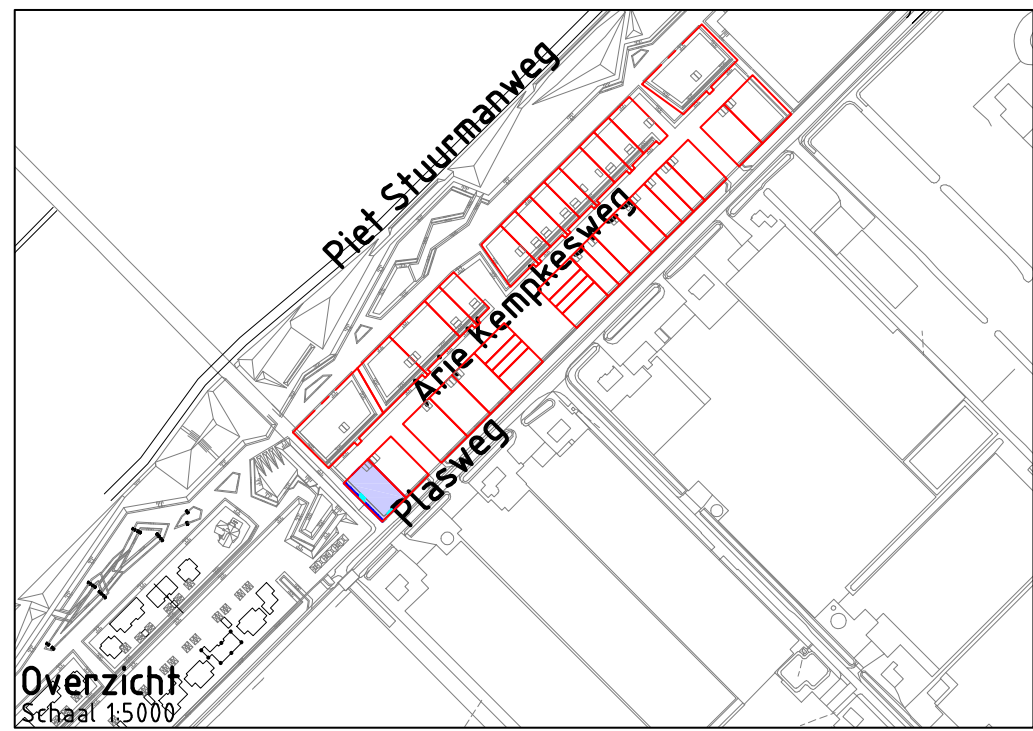 Piet Stuurmanweg
Arie Kempkesweg
Plasweg
Overzicht
Schaal 1:5000